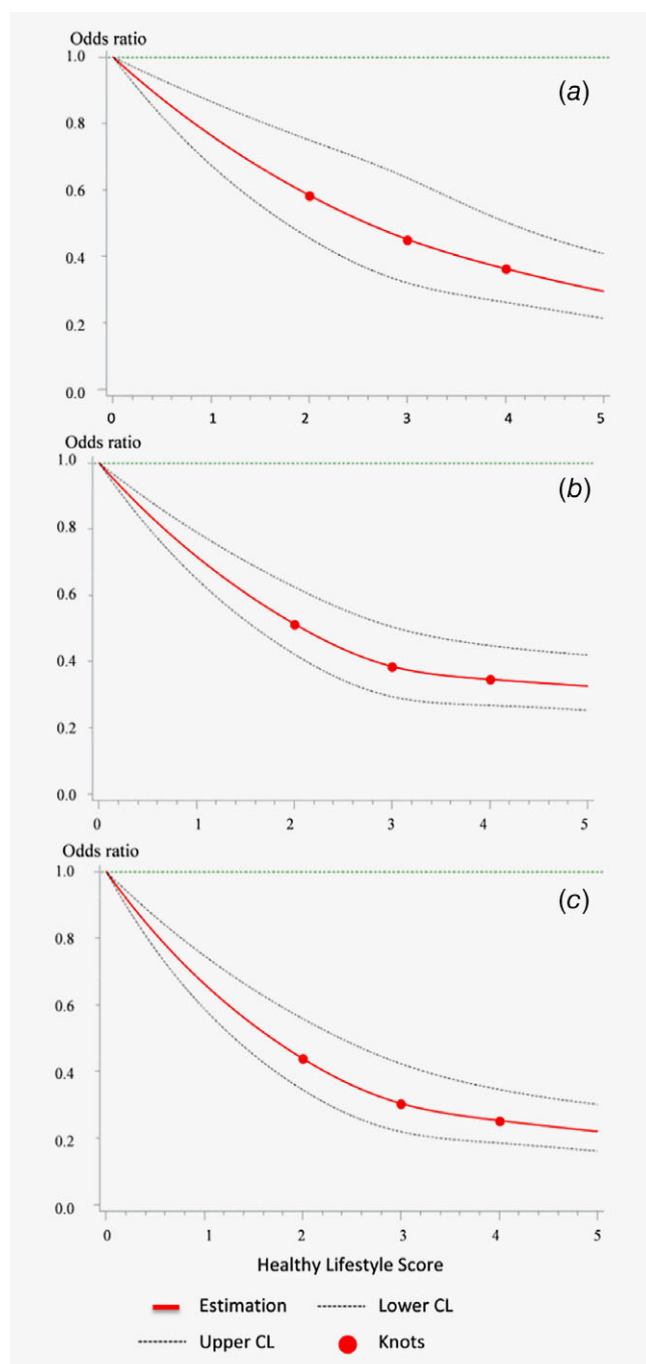 Odds ratio
1.0
(a)
0.8
0.6
0.4
0.2
0.0
0 1 2 3 4 5
Odds ratio
1.0
(b)
0.8
0.6
0.4
0.2
0.0
0 1 2 3 4 5
Odds ratio
1.0
(c)
0.8
0.6
0.4
0.2
0.0
0 1 2 3 4 5
Healthy Lifestyle Score
Estimation Lower CL
Upper CL Knots